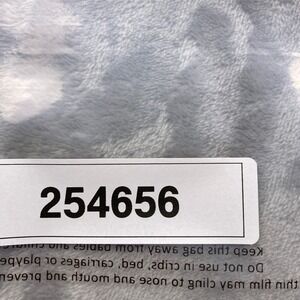 254656
Keep this bag away from babies and children
Do not use in cribs, bed, carriages or plaype
thin film may cling to nose and mouth and preven